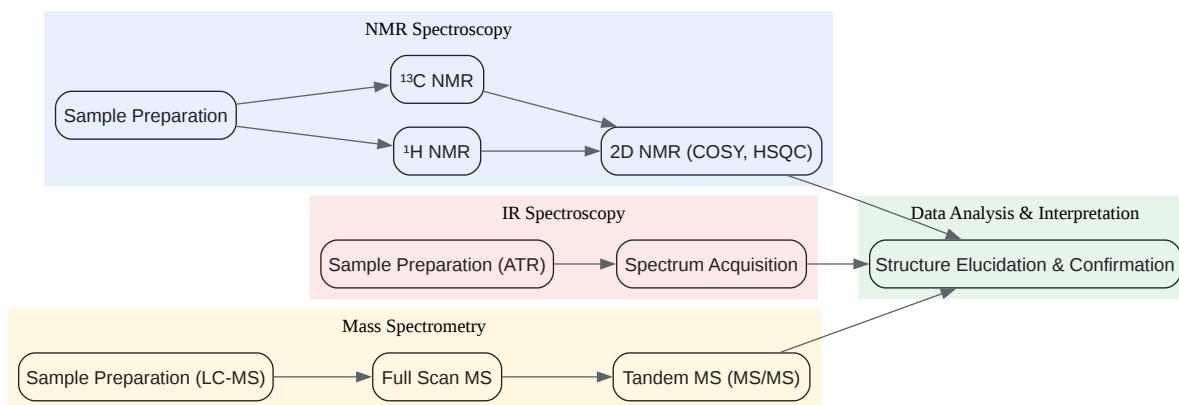 NMR Spectroscopy
¹³C NMR
Sample Preparation
¹H NMR
2D NMR (COSY, HSQC)
IR Spectroscopy
Sample Preparation (ATR)
Spectrum Acquisition
Data Analysis & Interpretation
Structure Elucidation & Confirmation
Mass Spectrometry
Sample Preparation (LC-MS)
Full Scan MS
Tandem MS (MS/MS)